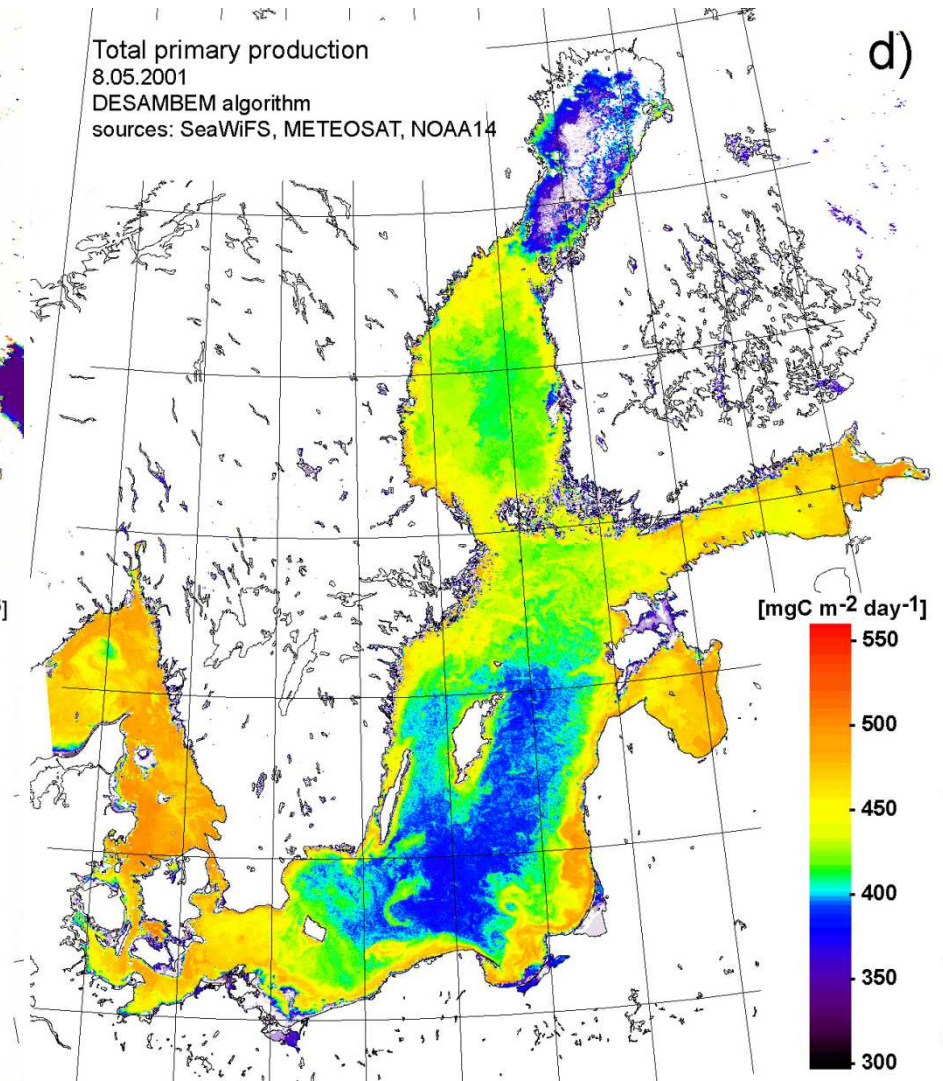 Total primary production
8.05.2001
DESAMBEM algorithm
sources: SeaWiFS, METEOSAT, NOAA14
d)
]
[mgC m-2 day-1]
550
500
450
400
350
300